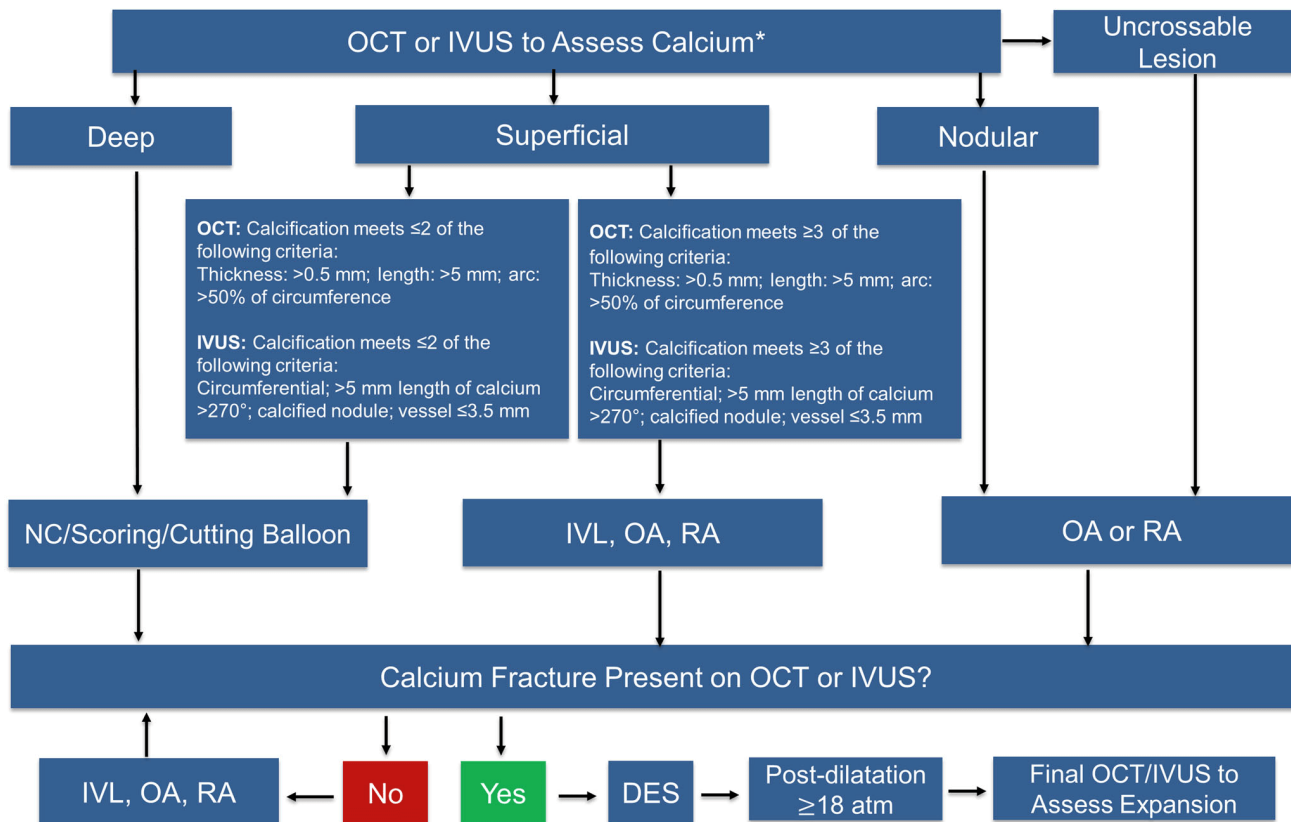 OCT or IVUS to Assess Calcium*
Uncrossable
Lesion
Deep
Superficial
Nodular
OCT: Calcification meets ≤2 of the
following criteria:
Thickness: >0.5 mm; length: >5 mm; arc:
>50% of circumference
IVUS: Calcification meets ≤2 of the
following criteria:
Circumferential; >5 mm length of calcium
>270°; calcified nodule; vessel ≤3.5 mm
OCT: Calcification meets ≥3 of the
following criteria:
Thickness: >0.5 mm; length: >5 mm; arc:
>50% of circumference
IVUS: Calcification meets ≥3 of the
following criteria:
Circumferential; >5 mm length of calcium
>270°; calcified nodule; vessel ≤3.5 mm
NC/Scoring/Cutting Balloon
IVL, OA, RA
OA or RA
Calcium Fracture Present on OCT or IVUS?
IVL, OA, RA
No
Yes
DES
Post-dilatation
≥18 atm
Final OCT/IVUS to
Assess Expansion